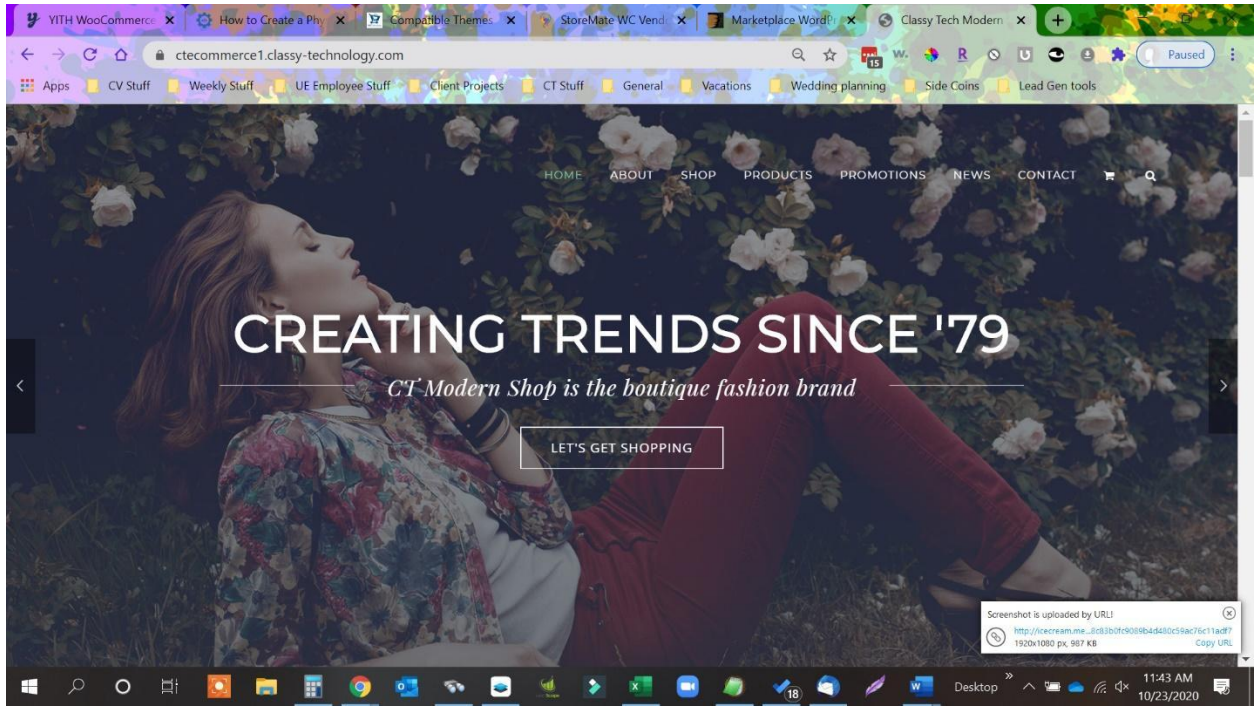 YITH WooCommerce
How to Create a Phy
Compatible Themes
StoreMate WC Vend
Marketplace WordPr
Classy Tech Modern
ctecommerce1.classy-technology.com
15
W.
R
Paused
Apps
CV Stuff
Weekly Stuff
UE Employee Stuff
Client Projects
CT Stuff
General
Vacations
Wedding planning
Side Coins
Lead Gen tools
HOME ABOUT SHOP PRODUCTS PROMOTIONS NEWS CONTACT
CREATING TRENDS SINCE '79
CT Modern Shop is the boutique fashion brand
LET'S GET SHOPPING
Screenshot is uploaded by URL!
1920x1080 px, 987 KB
Copy URL
18
Desktop
11:43 AM
10/23/2020